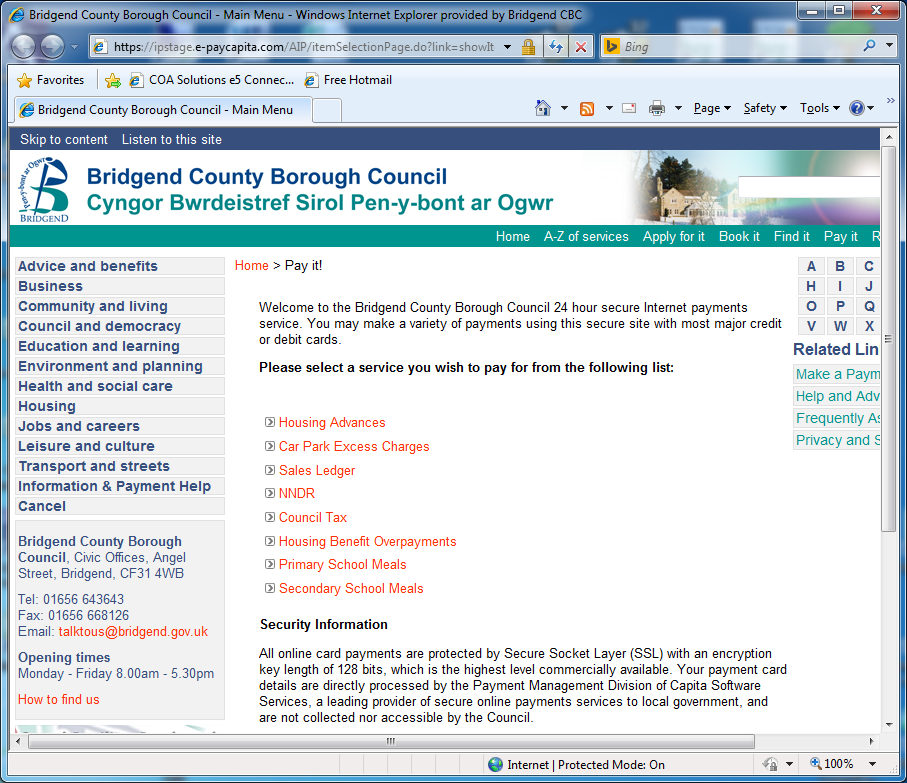 Bridgend County Borough Council - Main Menu - Windows Internet Explorer provided by Bridgend CBC
https://ipstage.e-paycapita.com/AIP/itemSelectionPage.do?link=showIt
Bing
Favorites
COA Solutions e5 Connec...
Free Hotmail
Bridgend County Borough Council - Main Menu
Page
Safety
Tools
Skip to content
Listen to this site
Pen-y-bont ar Ogwr
BRIDGEND
Bridgend County Borough Council
Cyngor Bwrdeistref Sirol Pen-y-bont ar Ogwr
Home
A-Z of services
Apply for it
Book it
Find it
Pay it
R
Advice and benefits
Business
Community and living
Council and democracy
Education and learning
Environment and planning
Health and social care
Housing
Jobs and careers
Leisure and culture
Transport and streets
Information & Payment Help
Cancel
Bridgend County Borough
Council, Civic Offices, Angel
Street, Bridgend, CF31 4WB
Tel: 01656 643643
Fax: 01656 668126
Email: talktous@bridgend.gov.uk
Opening times
Monday - Friday 8.00am - 5.30pm
How to find us
Home > Pay it!
Welcome to the Bridgend County Borough Council 24 hour secure Internet payments
service. You may make a variety of payments using this secure site with most major credit
or debit cards.
Please select a service you wish to pay for from the following list:
Housing Advances
Car Park Excess Charges
Sales Ledger
NNDR
Council Tax
Housing Benefit Overpayments
Primary School Meals
Secondary School Meals
Security Information
All online card payments are protected by Secure Socket Layer (SSL) with an encryption
key length of 128 bits, which is the highest level commercially available. Your payment card
details are directly processed by the Payment Management Division of Capita Software
Services, a leading provider of secure online payments services to local government, and
are not collected nor accessible by the Council.
A B C
H I J
O P Q
V W X
Related Lin
Make a Paym
Help and Adv
Frequently As
Privacy and S
Internet | Protected Mode: On
100%